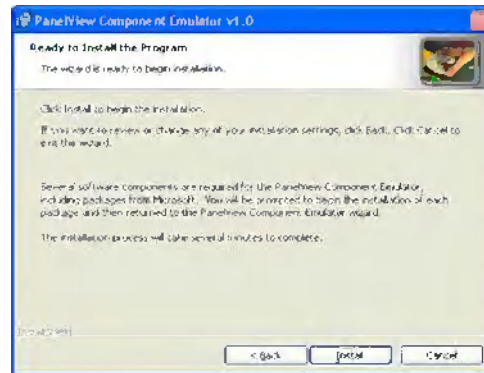 PanelView Component Emulator v1.0
Ready to Install the Program
The wizard is ready to begin installation.
Click Install to begin the installation.
If you want to review or change any of your installation settings, click Back. Click Cancel to
exit the wizard.
Several software components are required for the PanelView Component Emulator,
including packages from Microsoft. You will be prompted to begin the installation of each
package and then returned to the PanelView Component Emulator wizard.
The installation process will take several minutes to complete.
InstallShield
< Back
Install
Cancel